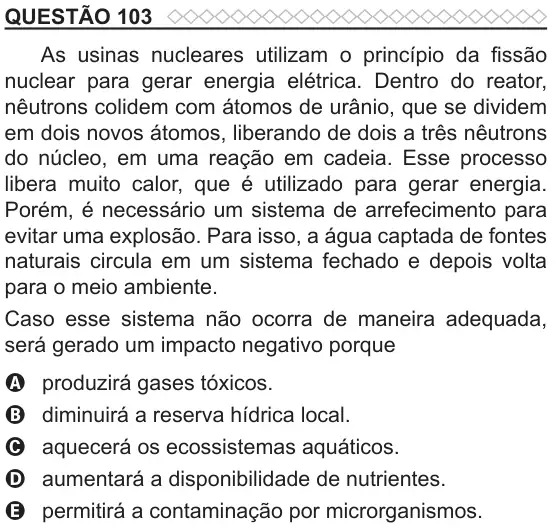 QUESTÃO 103
As usinas nucleares utilizam o princípio da fissão
nuclear para gerar energia elétrica. Dentro do reator,
nêutrons colidem com átomos de urânio, que se dividem
em dois novos átomos, liberando de dois a três nêutrons
do núcleo, em uma reação em cadeia. Esse processo
libera muito calor, que é utilizado para gerar energia.
Porém, é necessário um sistema de arrefecimento para
evitar uma explosão. Para isso, a água captada de fontes
naturais circula em um sistema fechado e depois volta
para o meio ambiente.
Caso esse sistema não ocorra de maneira adequada,
será gerado um impacto negativo porque
A produzirá gases tóxicos.
B diminuirá a reserva hídrica local.
C aquecerá os ecossistemas aquáticos.
D aumentará a disponibilidade de nutrientes.
E permitirá a contaminação por microrganismos.